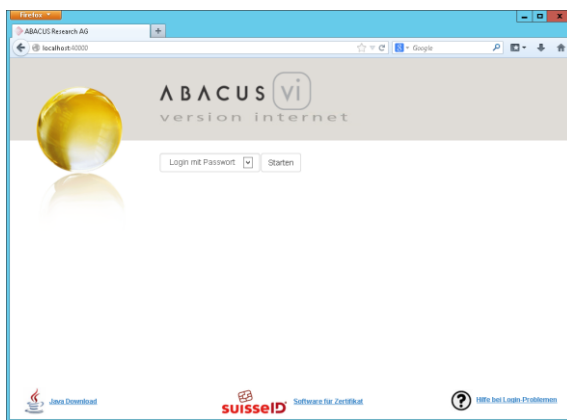 Firefox
ABACUS Research AG
localhost:40000
Google
ABACUS vi
version internet
Login mit Passwort
Starten
Java Download
suisseID
Software für Zertifikat
Hilfe bei Login-Problemen